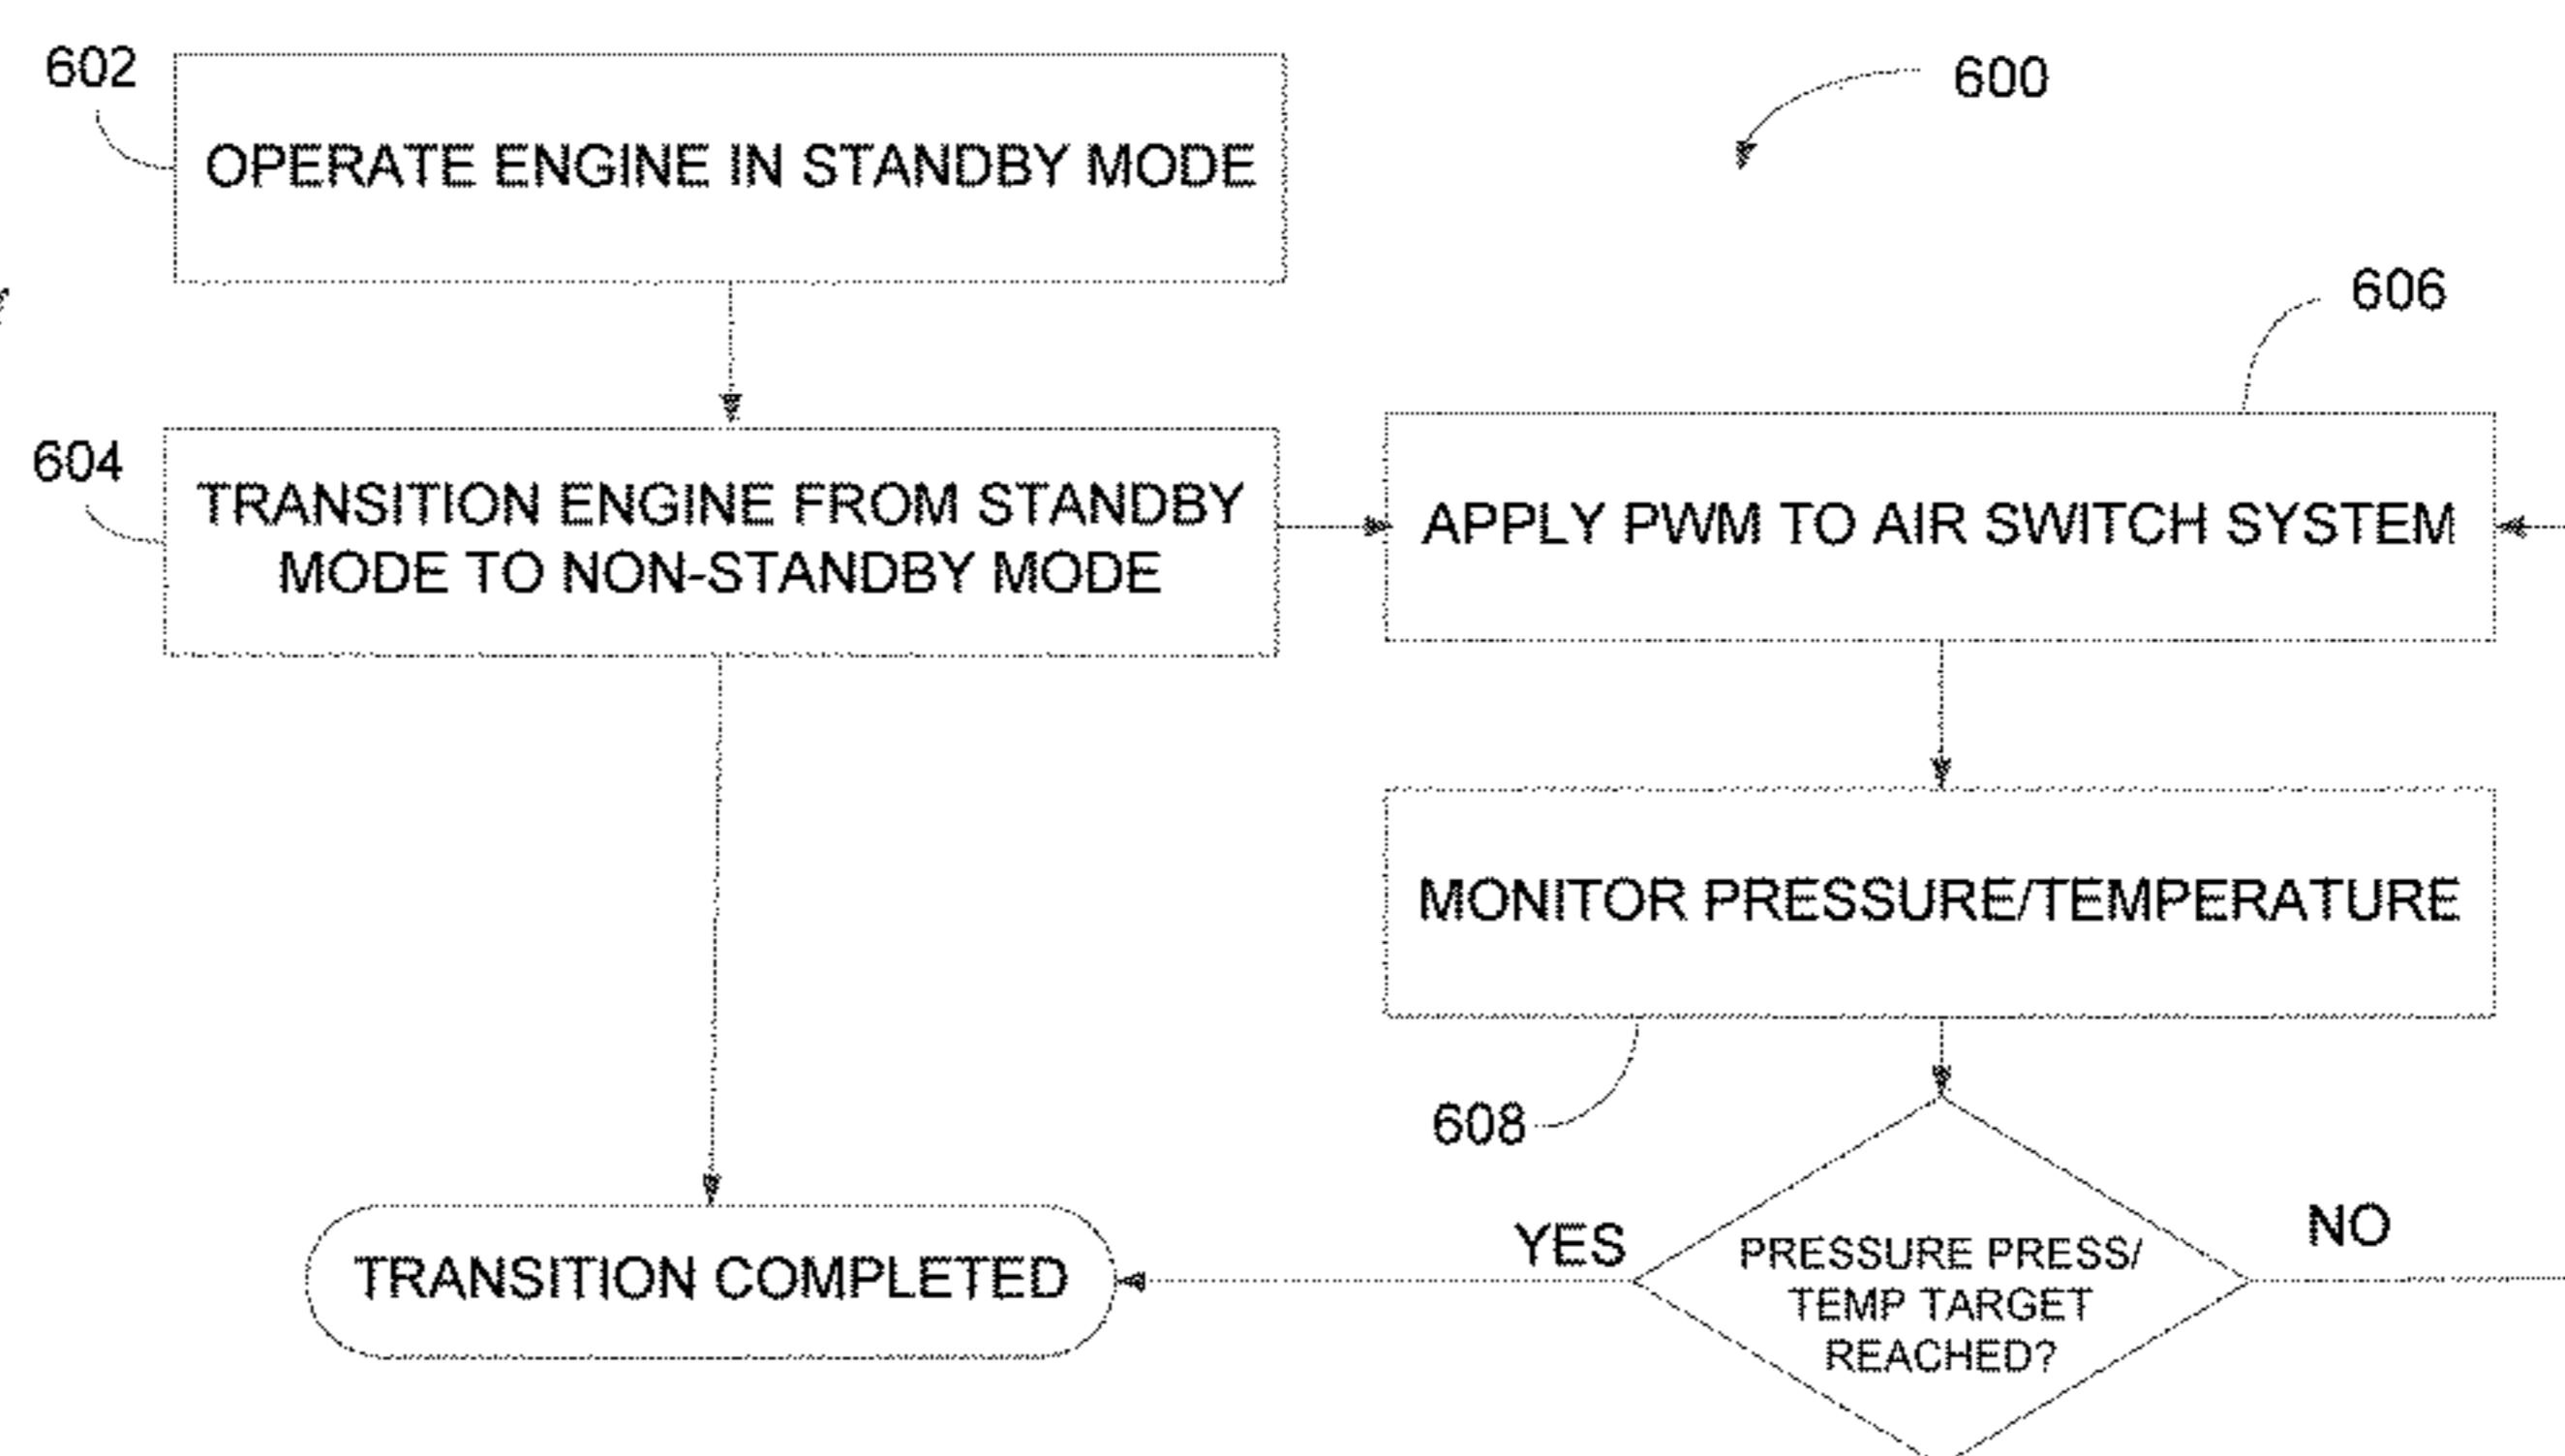 602
OPERATE ENGINE IN STANDBY MODE
600
604
TRANSITION ENGINE FROM STANDBY
MODE TO NON-STANDBY MODE
606
APPLY PWM TO AIR SWITCH SYSTEM
MONITOR PRESSURE/TEMPERATURE
608
TRANSITION COMPLETED
YES
PRESSURE PRESS/
TEMP TARGET
REACHED?
NO